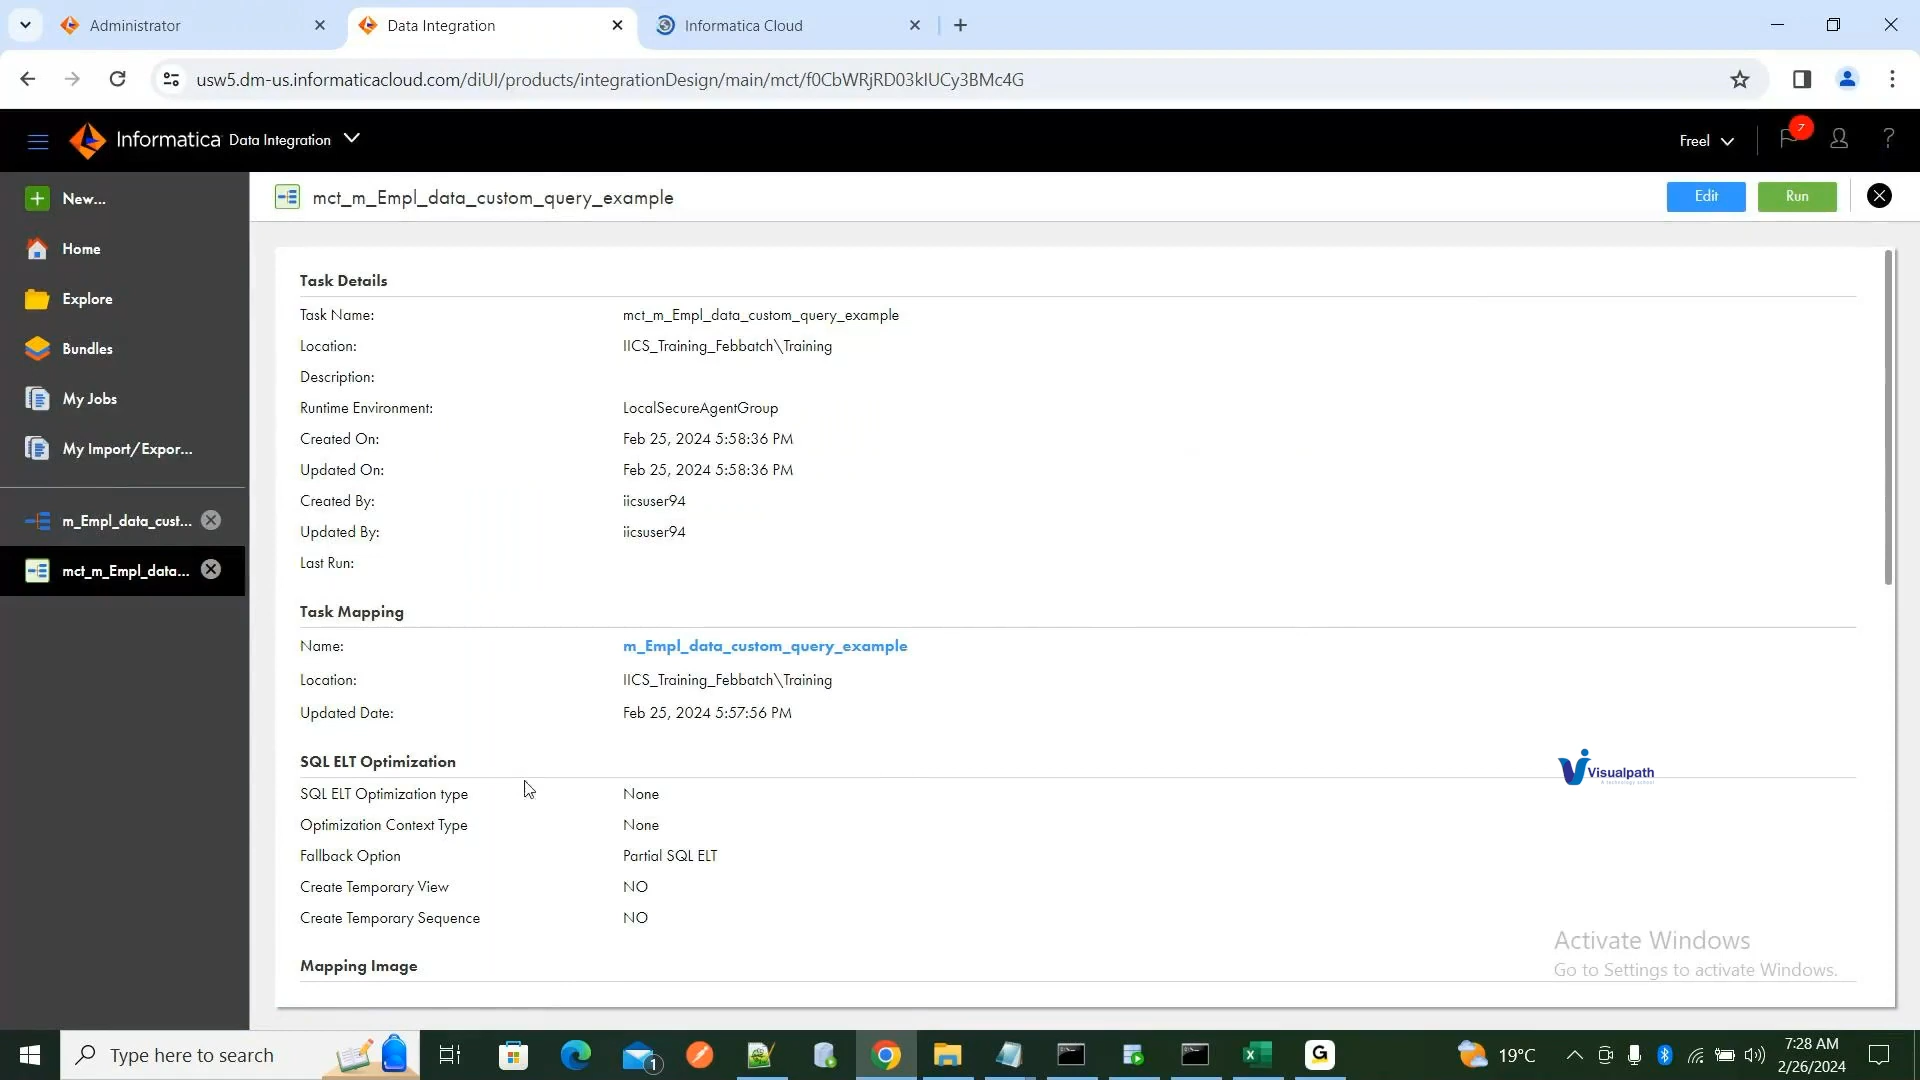 Administrator
Data Integration
Informatica Cloud
usw5.dm-us.informaticacloud.com/diUI/products/integrationDesign/main/mct/f0CbWRjRD03kIUCy3BMc4G
Informatica Data Integration
Freel
7
?
New...
Home
Explore
Bundles
My Jobs
My Import/Expor...
m_Empl_data_cust...
mct_m_Empl_data...
mct_m_Empl_data_custom_query_example
Edit
Run
Task Details
Task Name: mct_m_Empl_data_custom_query_example
Location: IICS_Training_Febbatch\Training
Description:
Runtime Environment: LocalSecureAgentGroup
Created On: Feb 25, 2024 5:58:36 PM
Updated On: Feb 25, 2024 5:58:36 PM
Created By: iicsuser94
Updated By: iicsuser94
Last Run:
Task Mapping
Name: m_Empl_data_custom_query_example
Location: IICS_Training_Febbatch\Training
Updated Date: Feb 25, 2024 5:57:56 PM
SQL ELT Optimization
SQL ELT Optimization type None
Optimization Context Type None
Fallback Option Partial SQL ELT
Create Temporary View NO
Create Temporary Sequence NO
Mapping Image
Visualpath
Activate Windows
Go to Settings to activate Windows.
Type here to search
1
G
19°C
7:28 AM
2/26/2024